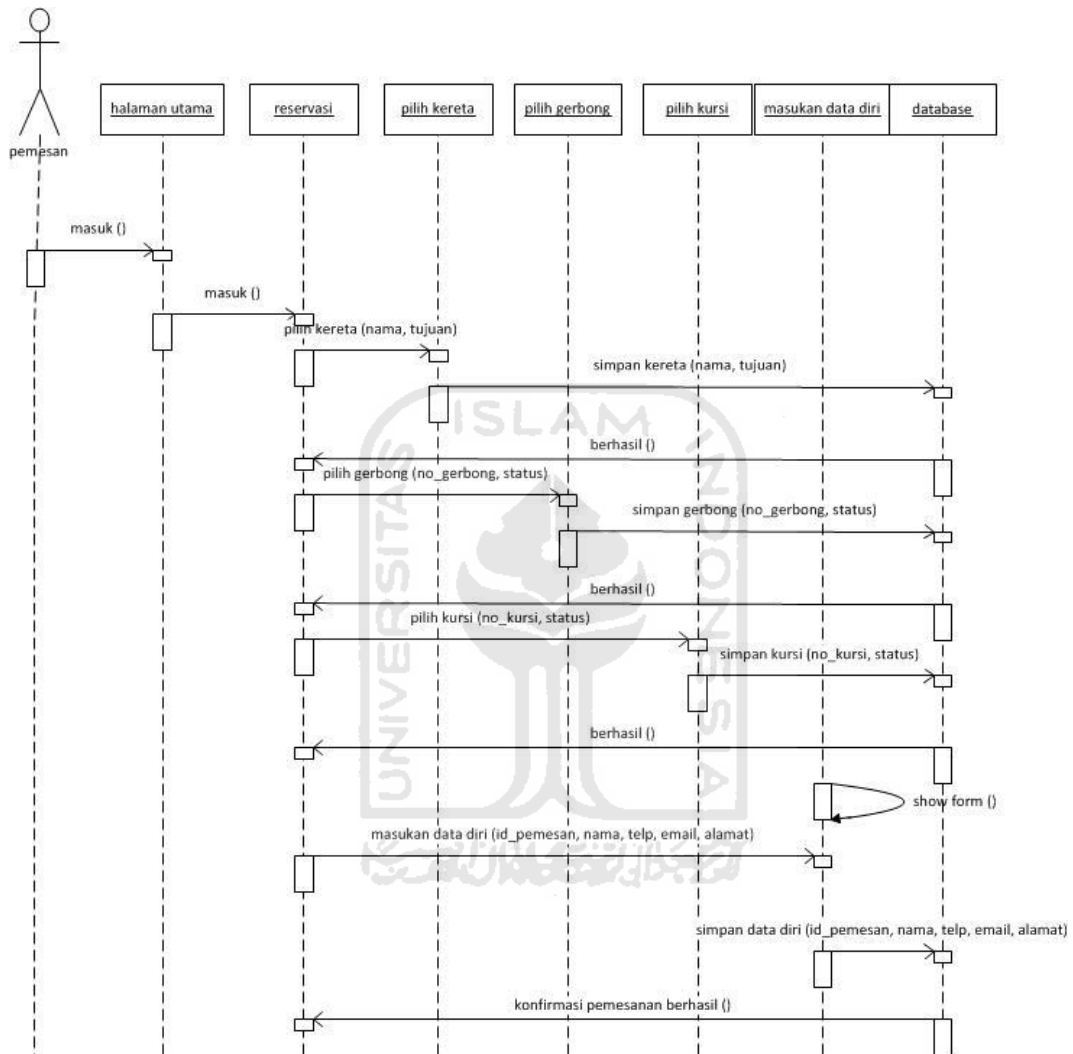 pemesan
halaman utama
reservasi
pilih kereta
pilih gerbong
pilih kursi
masukan data diri
database
masuk ()
masuk ()
pilih kereta (nama, tujuan)
simpan kereta (nama, tujuan)
berhasil ()
pilih gerbong (no_gerbong, status)
simpan gerbong (no_gerbong, status)
berhasil ()
pilih kursi (no_kursi, status)
simpan kursi (no_kursi, status)
berhasil ()
show form ()
masukan data diri (id_pemesan, nama, telp, email, alamat)
simpan data diri (id_pemesan, nama, telp, email, alamat)
konfirmasi pemesanan berhasil ()
UNIVERSITAS
ISLAM
INDONESIA